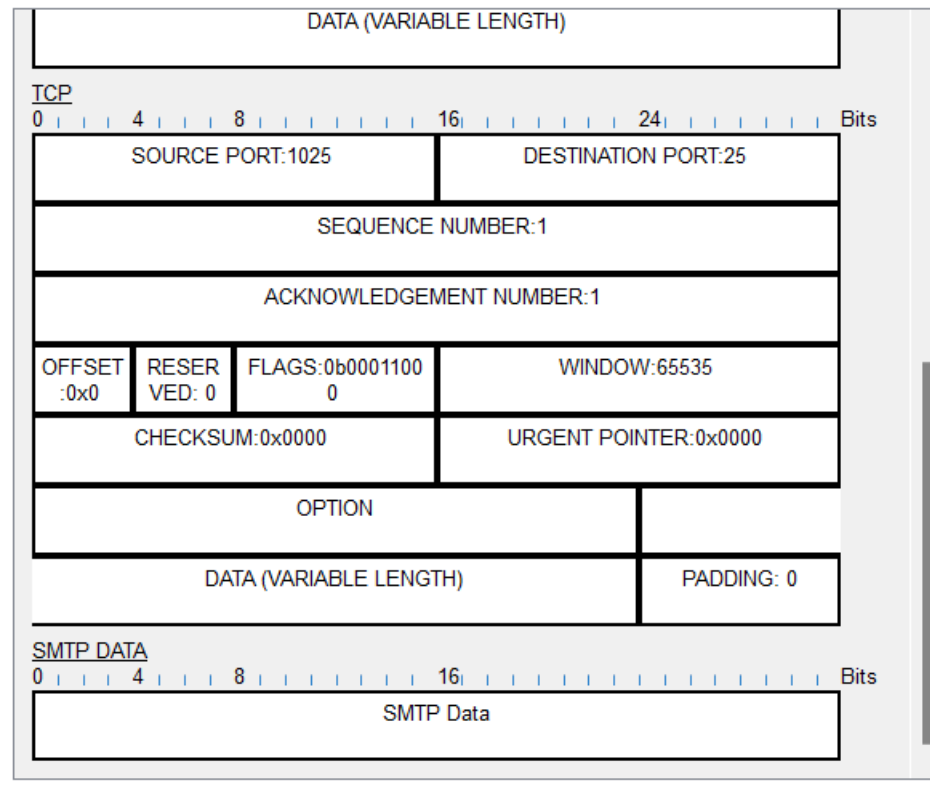 DATA (VARIABLE LENGTH)
TCP
0 4 8 16 24 Bits
SOURCE PORT:1025 DESTINATION PORT:25
SEQUENCE NUMBER:1
ACKNOWLEDGEMENT NUMBER:1
OFFSET RESER FLAGS:0b0001100 WINDOW:65535
:0x0 VED: 0 0
CHECKSUM:0x0000 URGENT POINTER:0x0000
OPTION
DATA (VARIABLE LENGTH) PADDING: 0
SMTP DATA
0 4 8 16 Bits
SMTP Data